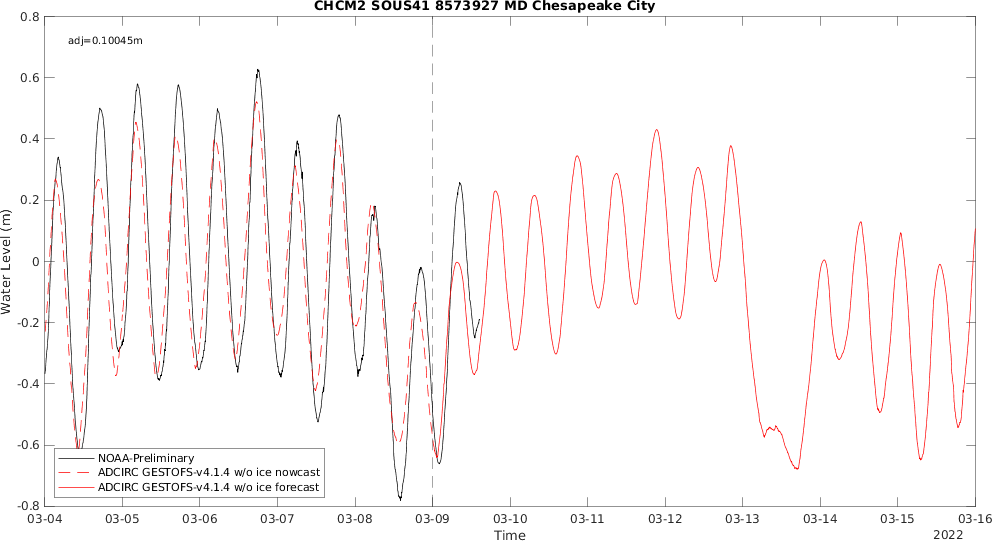 CHCM2 SOUS41 8573927 MD Chesapeake City
adj=0.10045m
0.8
0.6
0.4
0.2
0
-0.2
-0.4
-0.6
-0.8
Water Level (m)
NOAA-Preliminary
ADCIRC GESTOFS-v4.1.4 w/o ice nowcast
ADCIRC GESTOFS-v4.1.4 w/o ice forecast
03-04 03-05 03-06 03-07 03-08 03-09 03-10 03-11 03-12 03-13 03-14 03-15 03-16
Time
2022